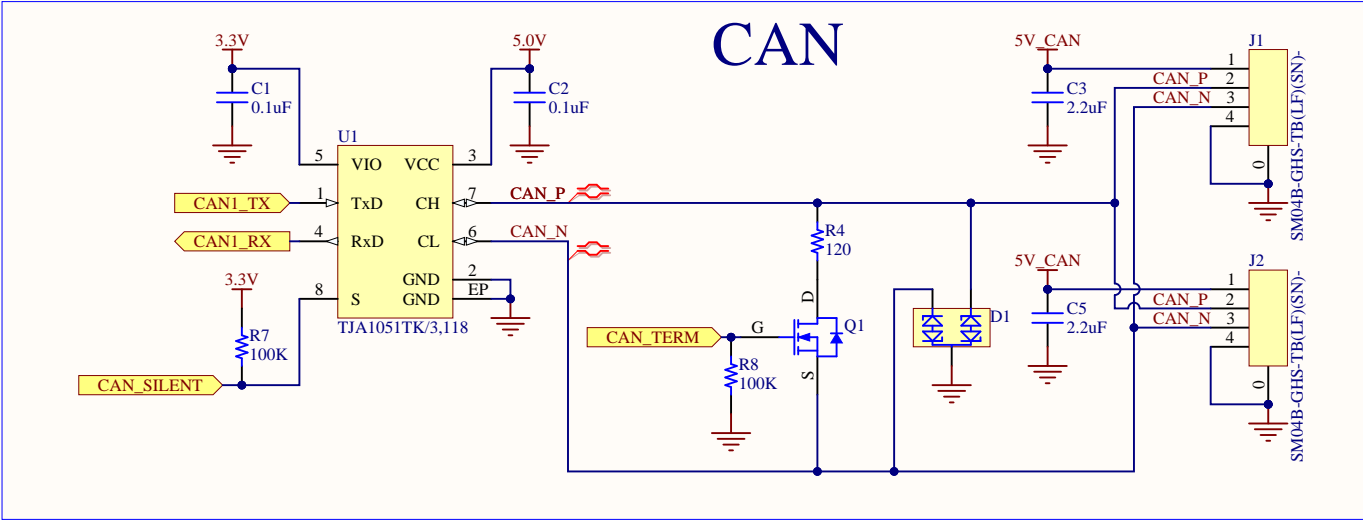 CAN
3.3V
5.0V
5V_CAN
J1
C1
0.1uF
C2
0.1uF
C3
2.2uF
1
CAN_P 2
CAN_N 3
4
0
SM04B-GHS-TB(LF)(SN)-
U1
5 VIO VCC 3
CAN1_TX 1 TxD CH 7 CAN_P
CAN1_RX 4 RxD CL 6 CAN_N
GND 2
8 S GND EP
TJA1051TK/3,118
3.3V
R7
100K
CAN_SILENT
R4
120
D
G
S
Q1
CAN_TERM
R8
100K
D1
5V_CAN
C5
2.2uF
J2
1
CAN_P 2
CAN_N 3
4
0
SM04B-GHS-TB(LF)(SN)-